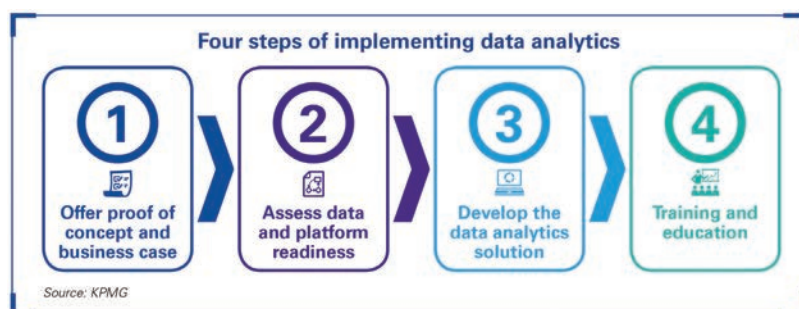 Four steps of implementing data analytics
1
Offer proof of
concept and
business case
2
Assess data
and platform
readiness
3
Develop the
data analytics
solution
4
Training and
education
Source: KPMG